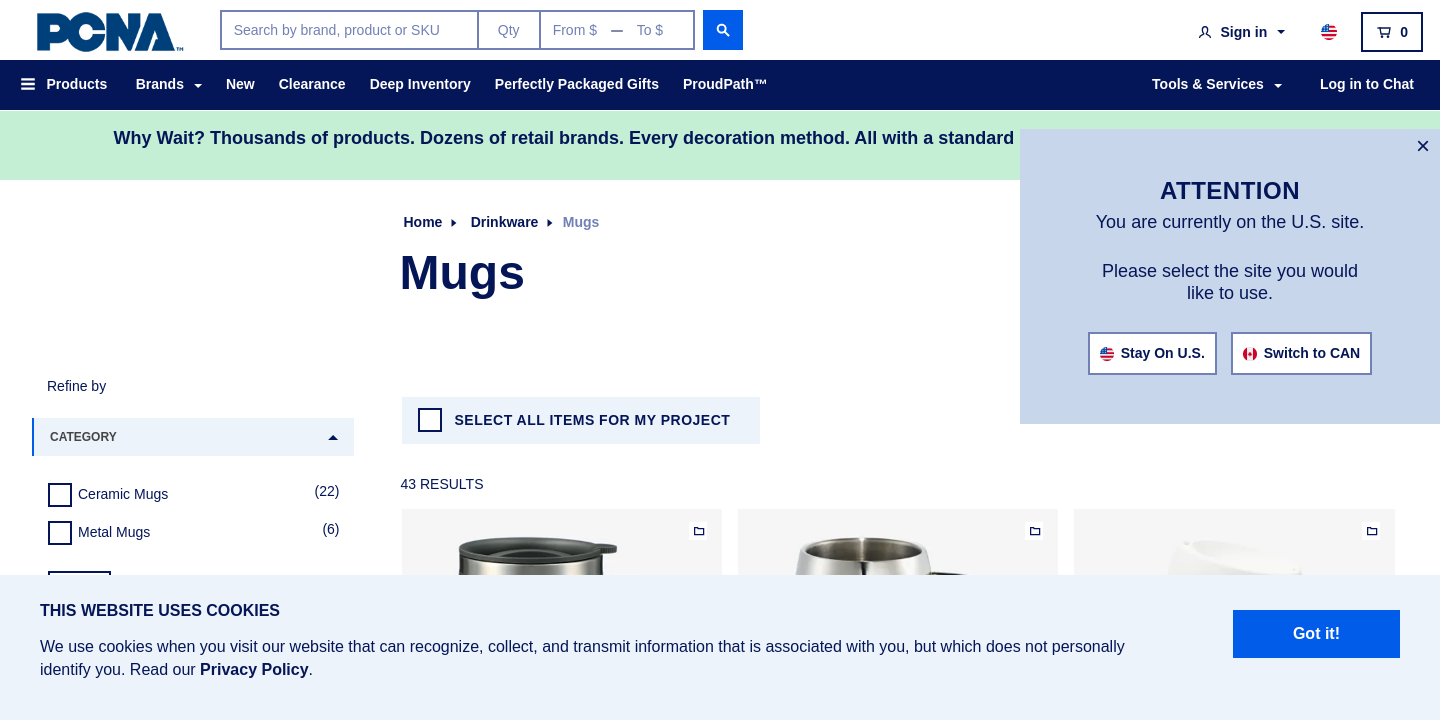 PCNA™
Search by brand, product or SKU
Qty
From $ — To $
Sign in
0
Products
Brands
New
Clearance
Deep Inventory
Perfectly Packaged Gifts
ProudPath™
Tools & Services
Log in to Chat
Why Wait? Thousands of products. Dozens of retail brands. Every decoration method. All with a standard
×
ATTENTION
You are currently on the U.S. site.
Please select the site you would
like to use.
Stay On U.S.
Switch to CAN
Home
Drinkware
Mugs
Mugs
Refine by
CATEGORY
Ceramic Mugs
(22)
Metal Mugs
(6)
SELECT ALL ITEMS FOR MY PROJECT
43 RESULTS
THIS WEBSITE USES COOKIES
We use cookies when you visit our website that can recognize, collect, and transmit information that is associated with you, but which does not personally
identify you. Read our Privacy Policy.
Got it!